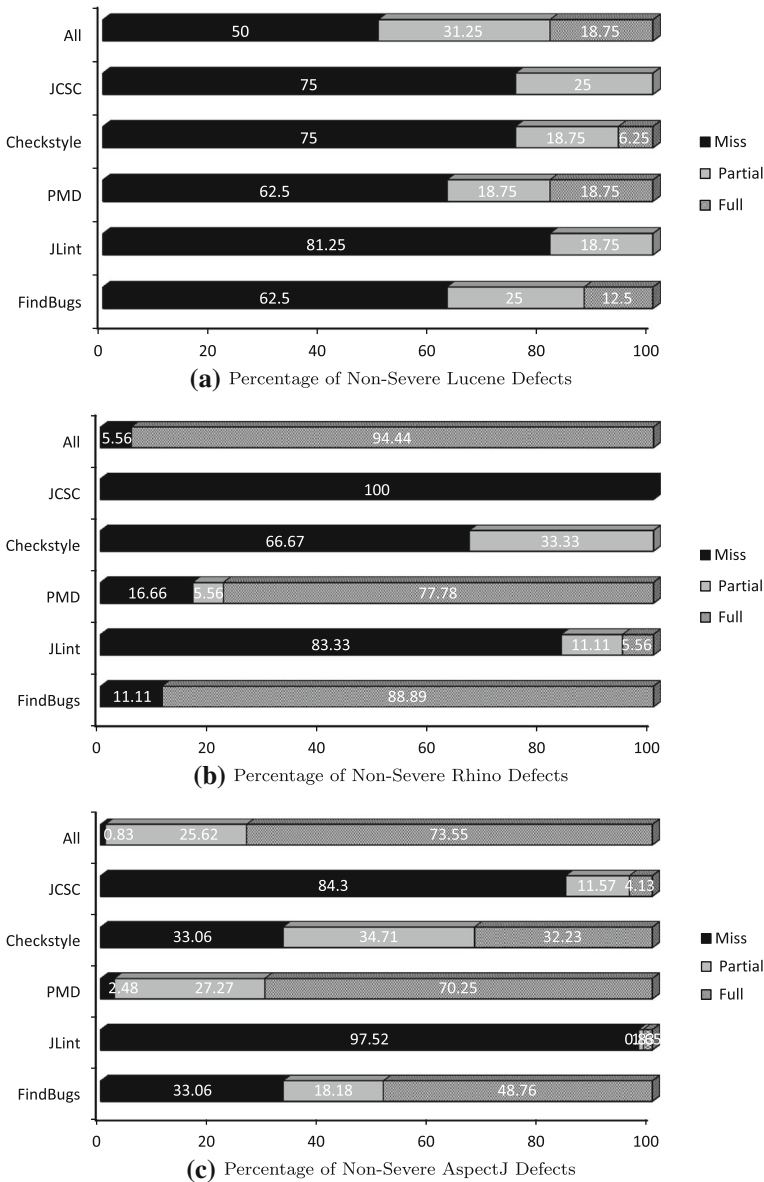 All 50 31.25 18.75
JCSC 75 25
Checkstyle 75 18.75 6.25
PMD 62.5 18.75 18.75
JLint 81.25 18.75
FindBugs 62.5 25 12.5
Miss
Partial
Full
0 20 40 60 80 100
(a) Percentage of Non-Severe Lucene Defects
All 5.56 94.44
JCSC 100
Checkstyle 66.67 33.33
PMD 16.66 5.56 77.78
JLint 83.33 11.11 5.56
FindBugs 11.11 88.89
Miss
Partial
Full
0 20 40 60 80 100
(b) Percentage of Non-Severe Rhino Defects
All 0.83 25.62 73.55
JCSC 84.3 11.57 4.13
Checkstyle 33.06 34.71 32.23
PMD 2.48 27.27 70.25
JLint 97.52
FindBugs 33.06 18.18 48.76
Miss
Partial
Full
0 20 40 60 80 100
(c) Percentage of Non-Severe AspectJ Defects